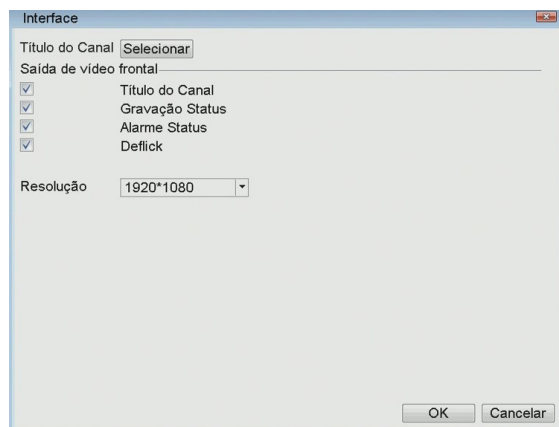 Interface
Título do Canal Selecionar
Saída de vídeo frontal
Título do Canal
Gravação Status
Alarme Status
Deflick
Resolução 1920*1080
OK Cancelar